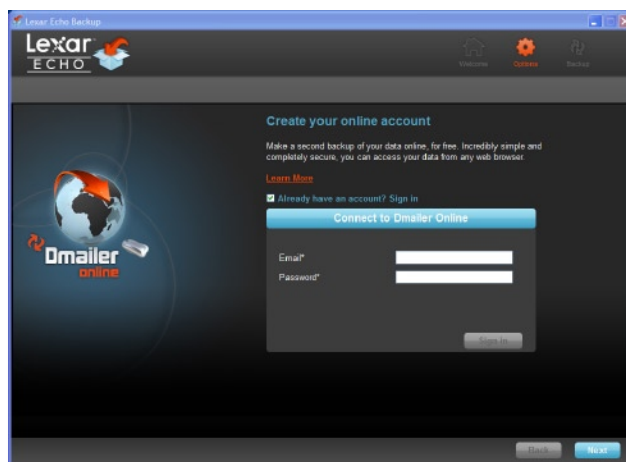 Lexar Echo Backup
Lexar
ECHO
Welcome
Options
Backup
Create your online account
Make a second backup of your data online, for free. Incredibly simple and
completely secure, you can access your data from any web browser.
Learn More
Already have an account? Sign in
Connect to Dmailer Online
Email*
Password*
Sign in
Dmailer
online
Back
Next